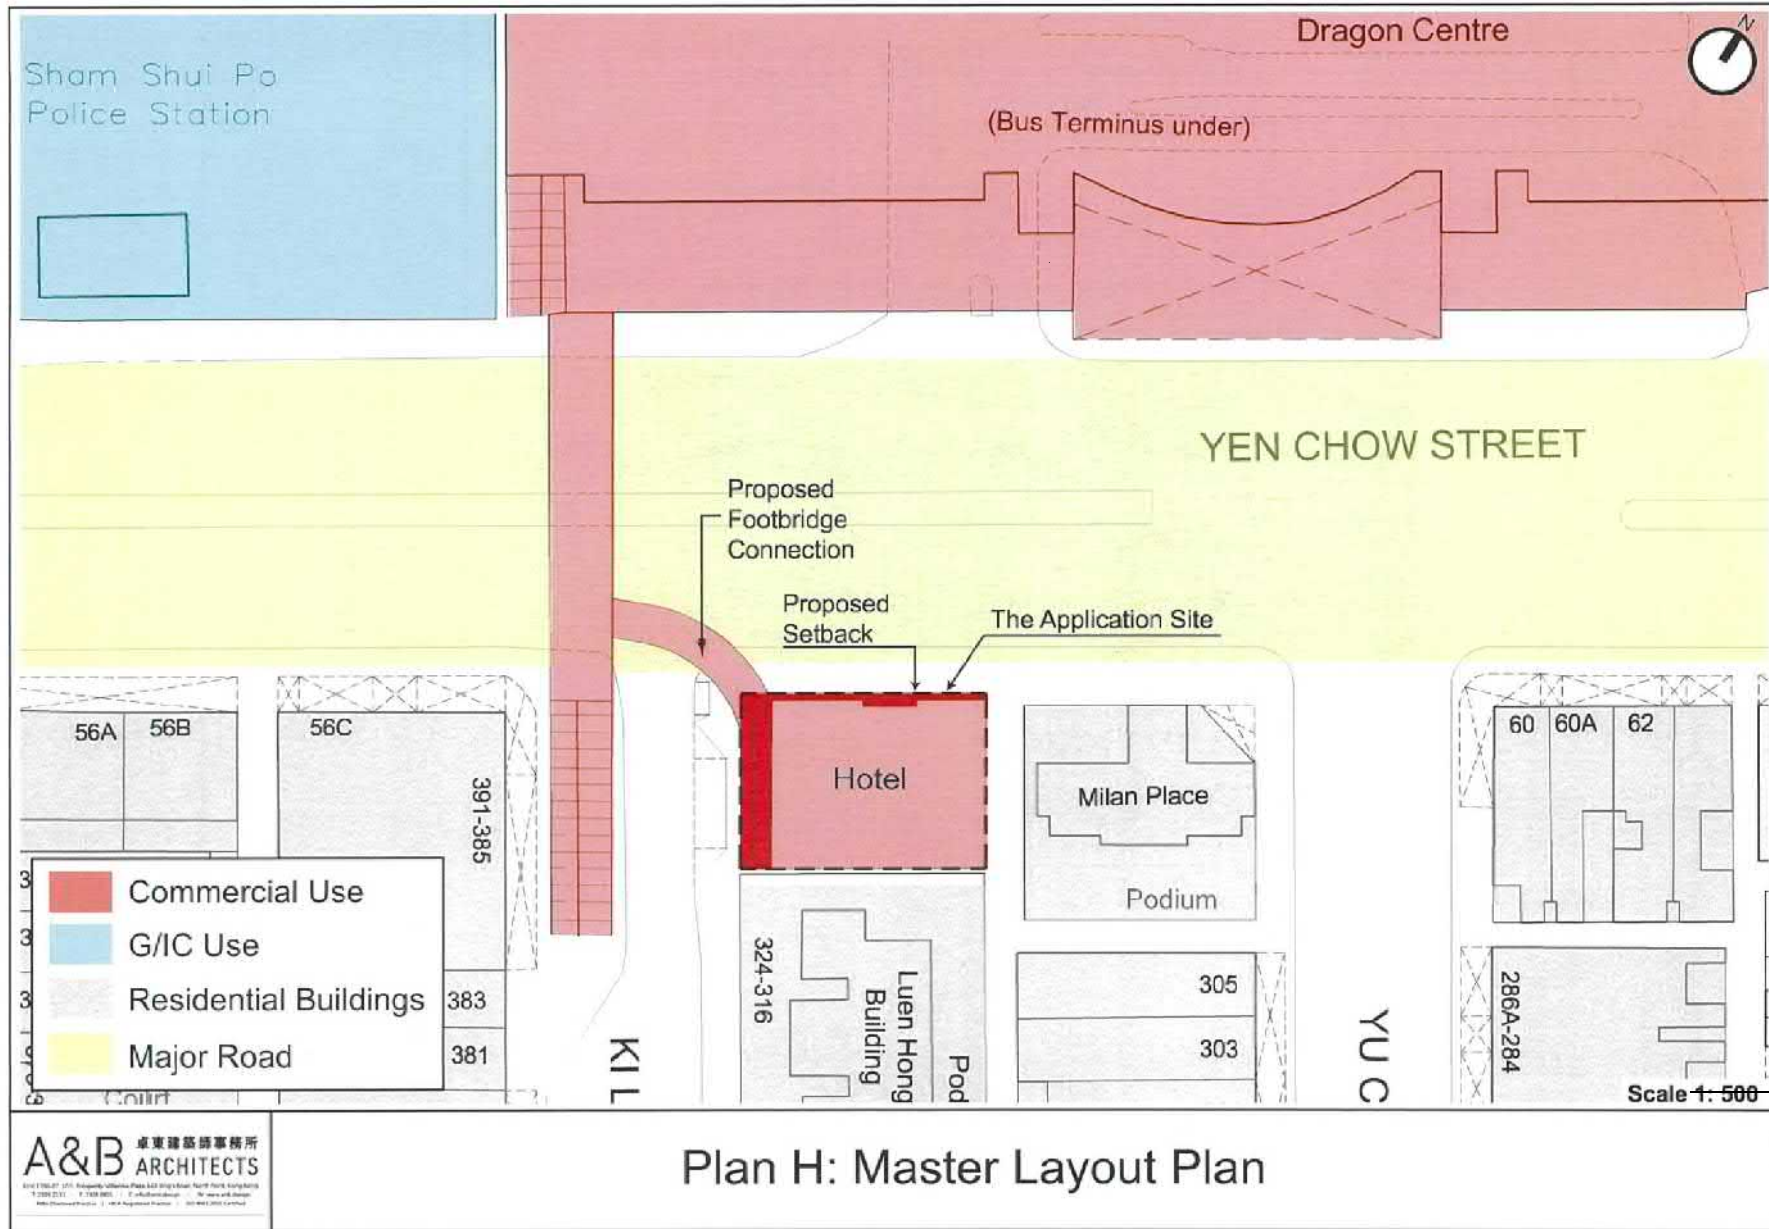 Dragon Centre
N
Sham Shui Po
Police Station
(Bus Terminus under)
YEN CHOW STREET
Proposed
Footbridge
Connection
Proposed
Setback
The Application Site
56A
56B
56C
60
60A
62
391-385
Hotel
Milan Place
Podium
Commercial Use
G/IC Use
Residential Buildings
Major Road
383
381
324-316
Luen Hong
Building
Pod
305
303
286A-284
KI L
YU C
Court
Scale 1: 500
A&B
卓東建築師事務所
ARCHITECTS
Plan H: Master Layout Plan